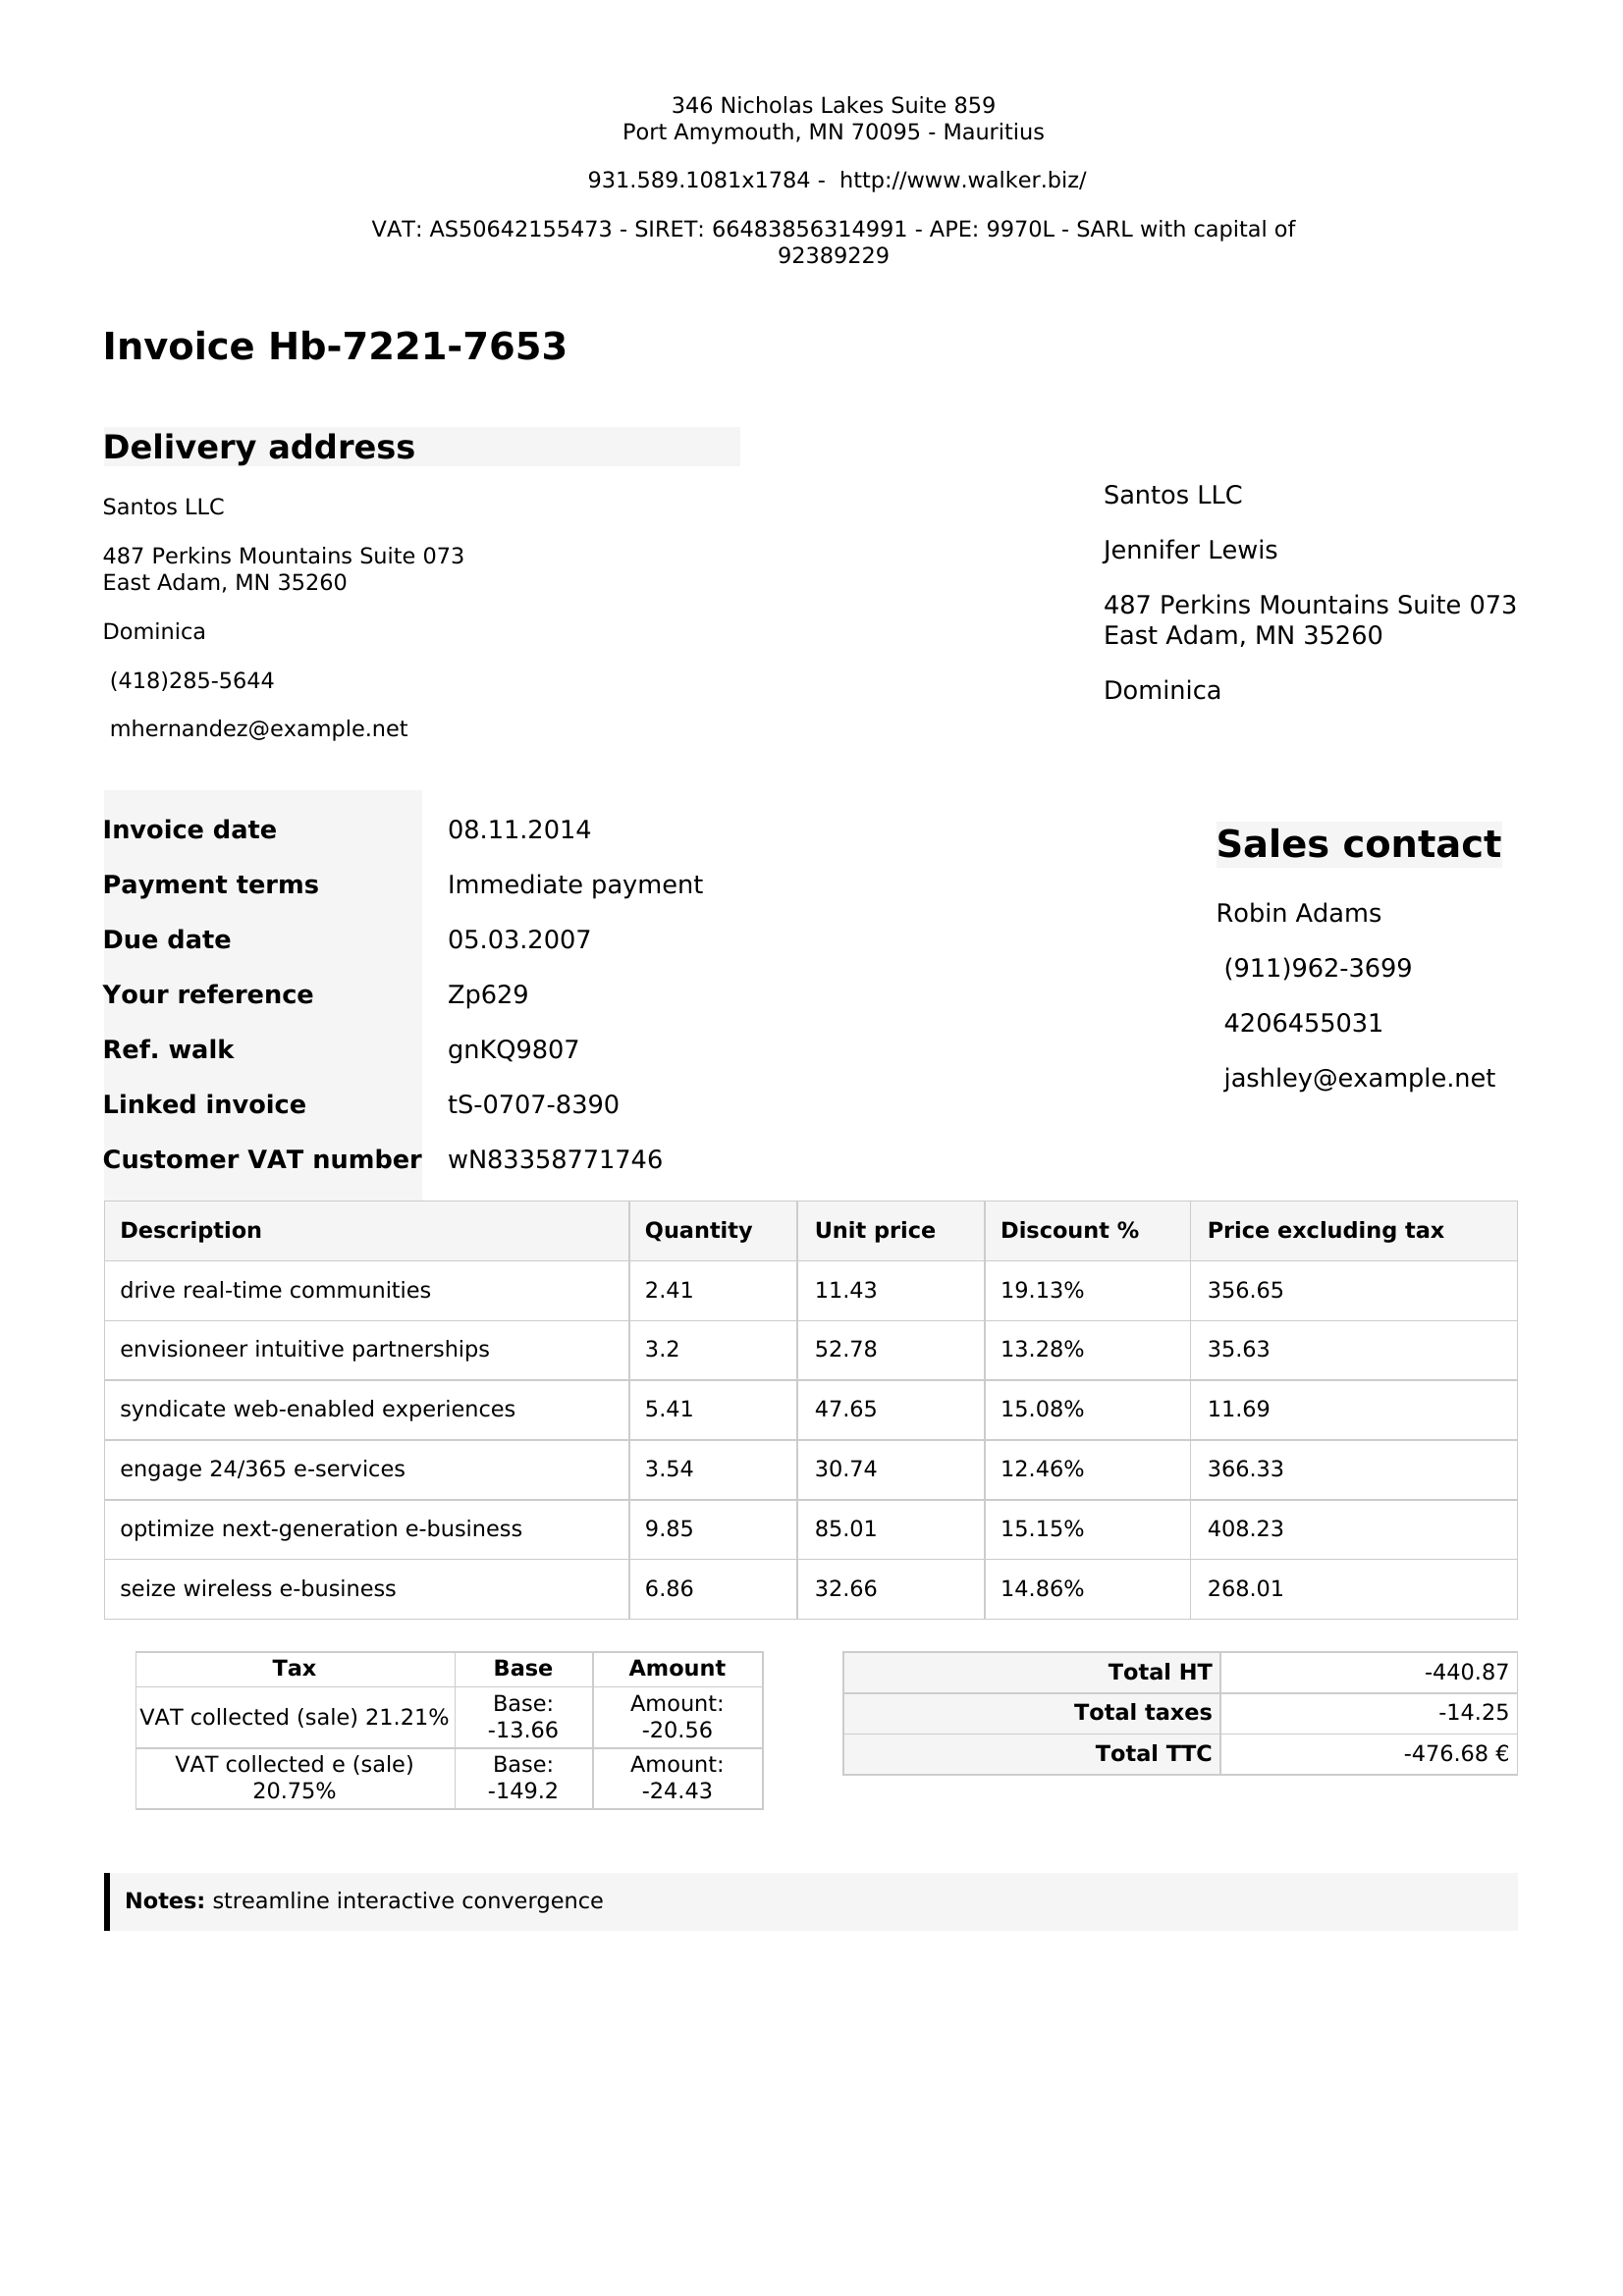 346 Nicholas Lakes Suite 859
Port Amymouth, MN 70095 - Mauritius
931.589.1081x1784 - http://www.walker.biz/
VAT: AS50642155473 - SIRET: 66483856314991 - APE: 9970L - SARL with capital of
92389229
Invoice Hb-7221-7653
Delivery address
Santos LLC
487 Perkins Mountains Suite 073
East Adam, MN 35260
Dominica
(418)285-5644
mhernandez@example.net
Santos LLC
Jennifer Lewis
487 Perkins Mountains Suite 073
East Adam, MN 35260
Dominica
Invoice date 08.11.2014
Payment terms Immediate payment
Due date 05.03.2007
Your reference Zp629
Ref. walk gnKQ9807
Linked invoice tS-0707-8390
Customer VAT number wN83358771746
Sales contact
Robin Adams
(911)962-3699
4206455031
jashley@example.net
Description Quantity Unit price Discount % Price excluding tax
drive real-time communities 2.41 11.43 19.13% 356.65
envisioneer intuitive partnerships 3.2 52.78 13.28% 35.63
syndicate web-enabled experiences 5.41 47.65 15.08% 11.69
engage 24/365 e-services 3.54 30.74 12.46% 366.33
optimize next-generation e-business 9.85 85.01 15.15% 408.23
seize wireless e-business 6.86 32.66 14.86% 268.01
Tax Base Amount
VAT collected (sale) 21.21% Base: -13.66 Amount: -20.56
VAT collected e (sale) 20.75% Base: -149.2 Amount: -24.43
Total HT -440.87
Total taxes -14.25
Total TTC -476.68 €
Notes: streamline interactive convergence